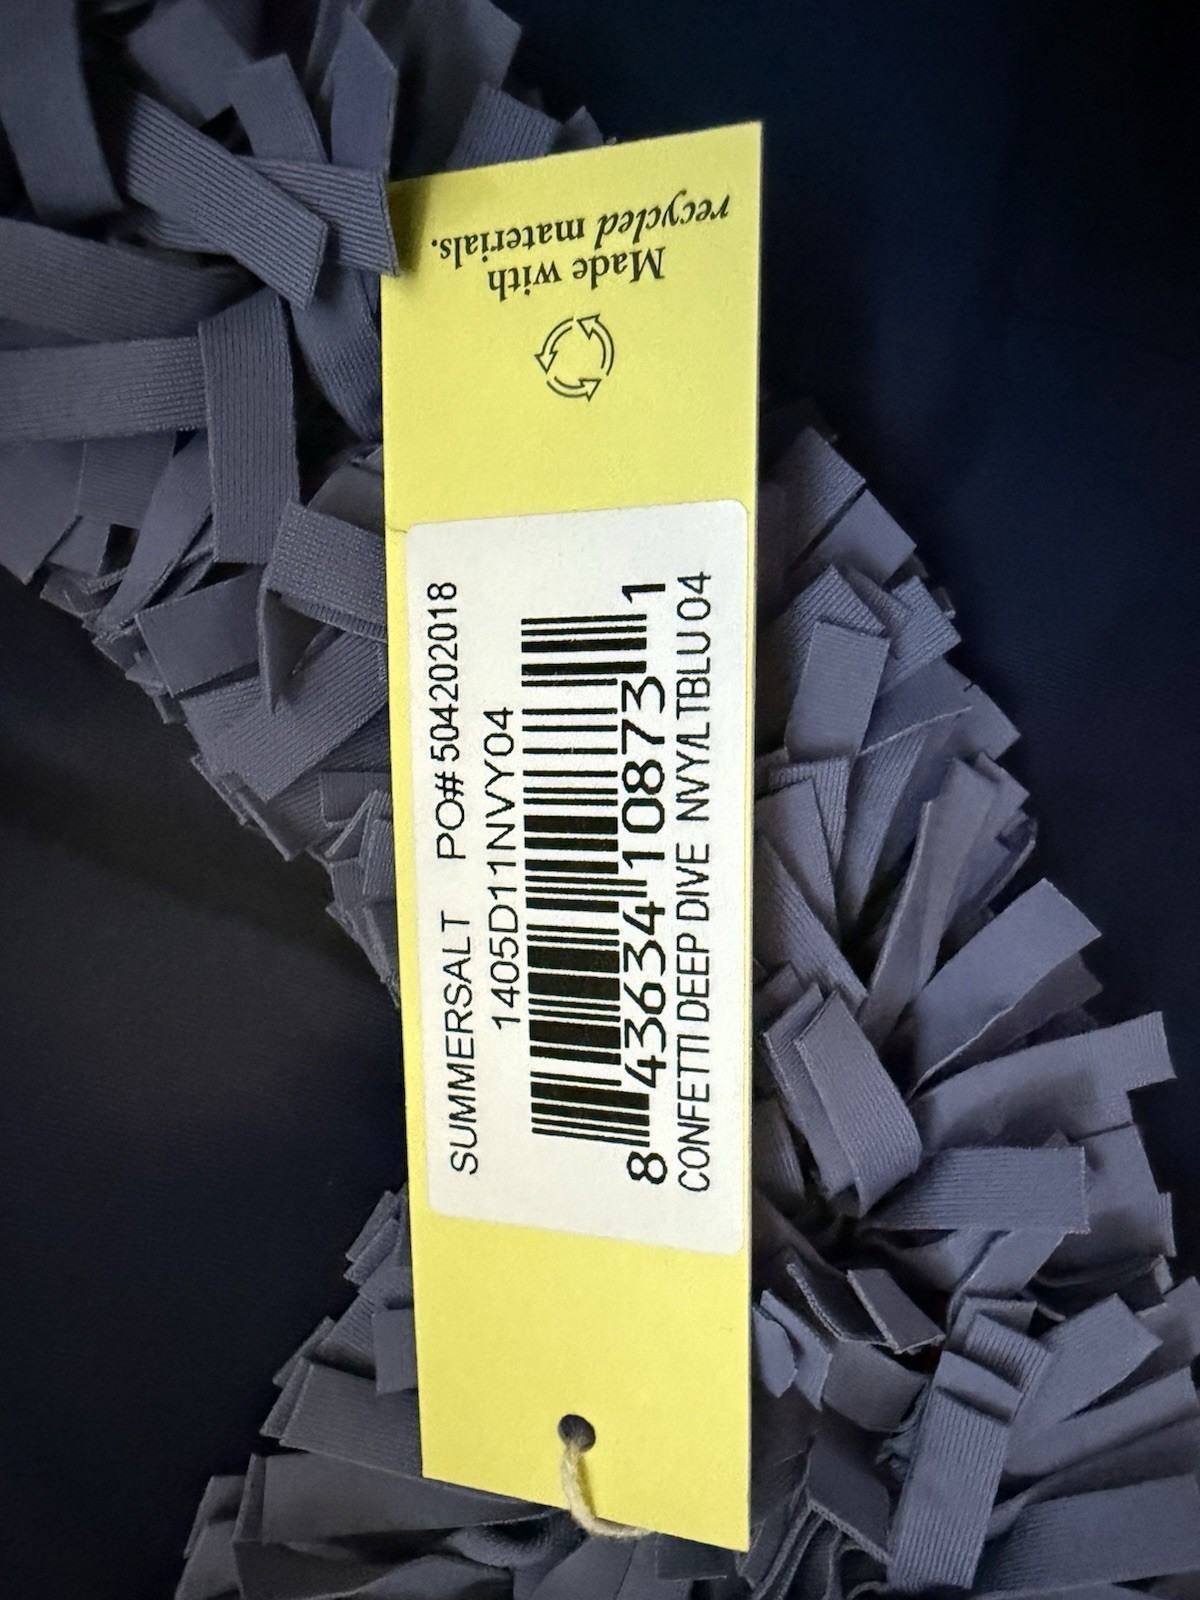 Made with
recycled materials.
SUMMERSALT PO# 504202018
1405D11NVY04
8 43634 10873 1
CONFETTI DEEP DIVE NVY/LTBLU 04